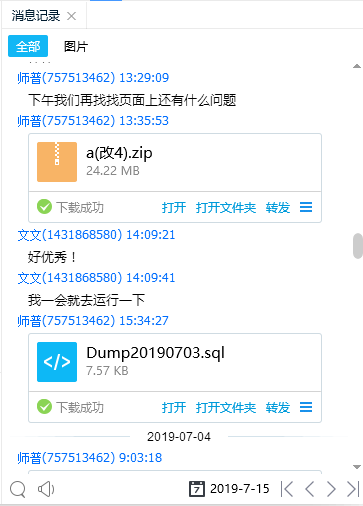 消息记录
全部 图片
师普(757513462) 13:29:09
下午我们再找找页面上还有什么问题
师普(757513462) 13:35:53
a(改4).zip
24.22 MB
下载成功 打开 打开文件夹 转发
文文(1431868580) 14:09:21
好优秀！
文文(1431868580) 14:09:41
我一会就去运行一下
师普(757513462) 15:34:27
</>
Dump20190703.sql
7.57 KB
下载成功 打开 打开文件夹 转发
2019-07-04
师普(757513462) 9:03:18
7 2019-7-15